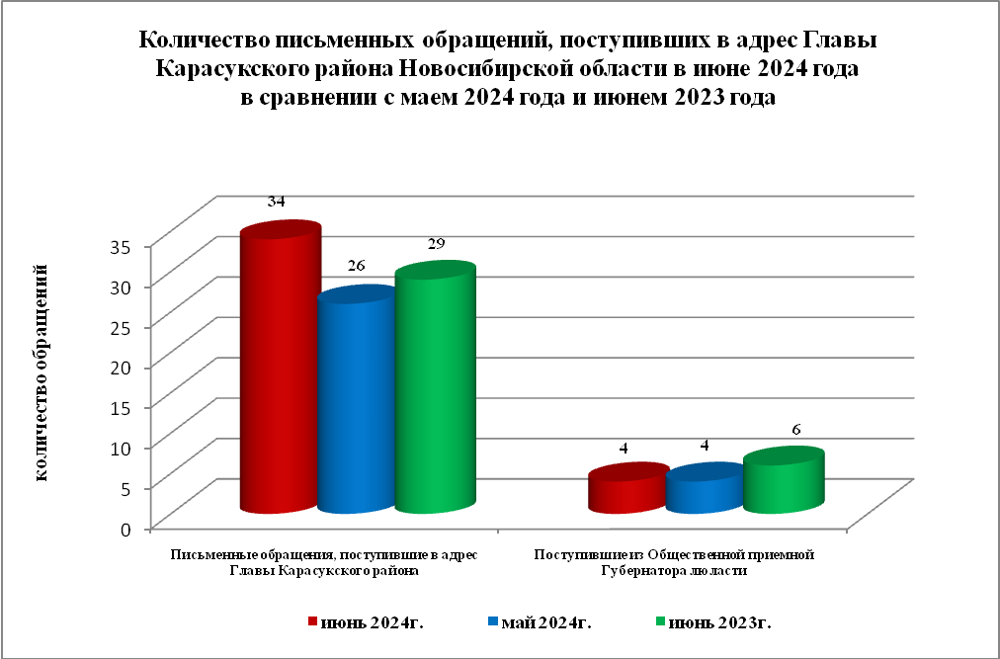 Количество письменных обращений, поступивших в адрес Главы
Карасукского района Новосибирской области в июне 2024 года
в сравнении с маем 2024 года и июнем 2023 года
количество обращений
35
30
25
20
15
10
5
0
34
26
29
4
4
6
Письменные обращения, поступившие в адрес
Главы Карасукского района
Поступившие из Общественной приемной
Губернатора люласти
июнь 2024г.
май 2024г.
июнь 2023г.